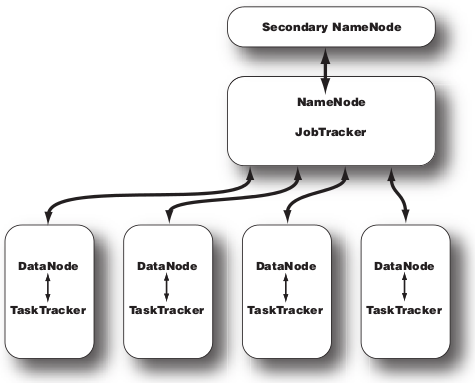 Secondary NameNode
NameNode
JobTracker
DataNode
TaskTracker
DataNode
TaskTracker
DataNode
TaskTracker
DataNode
TaskTracker